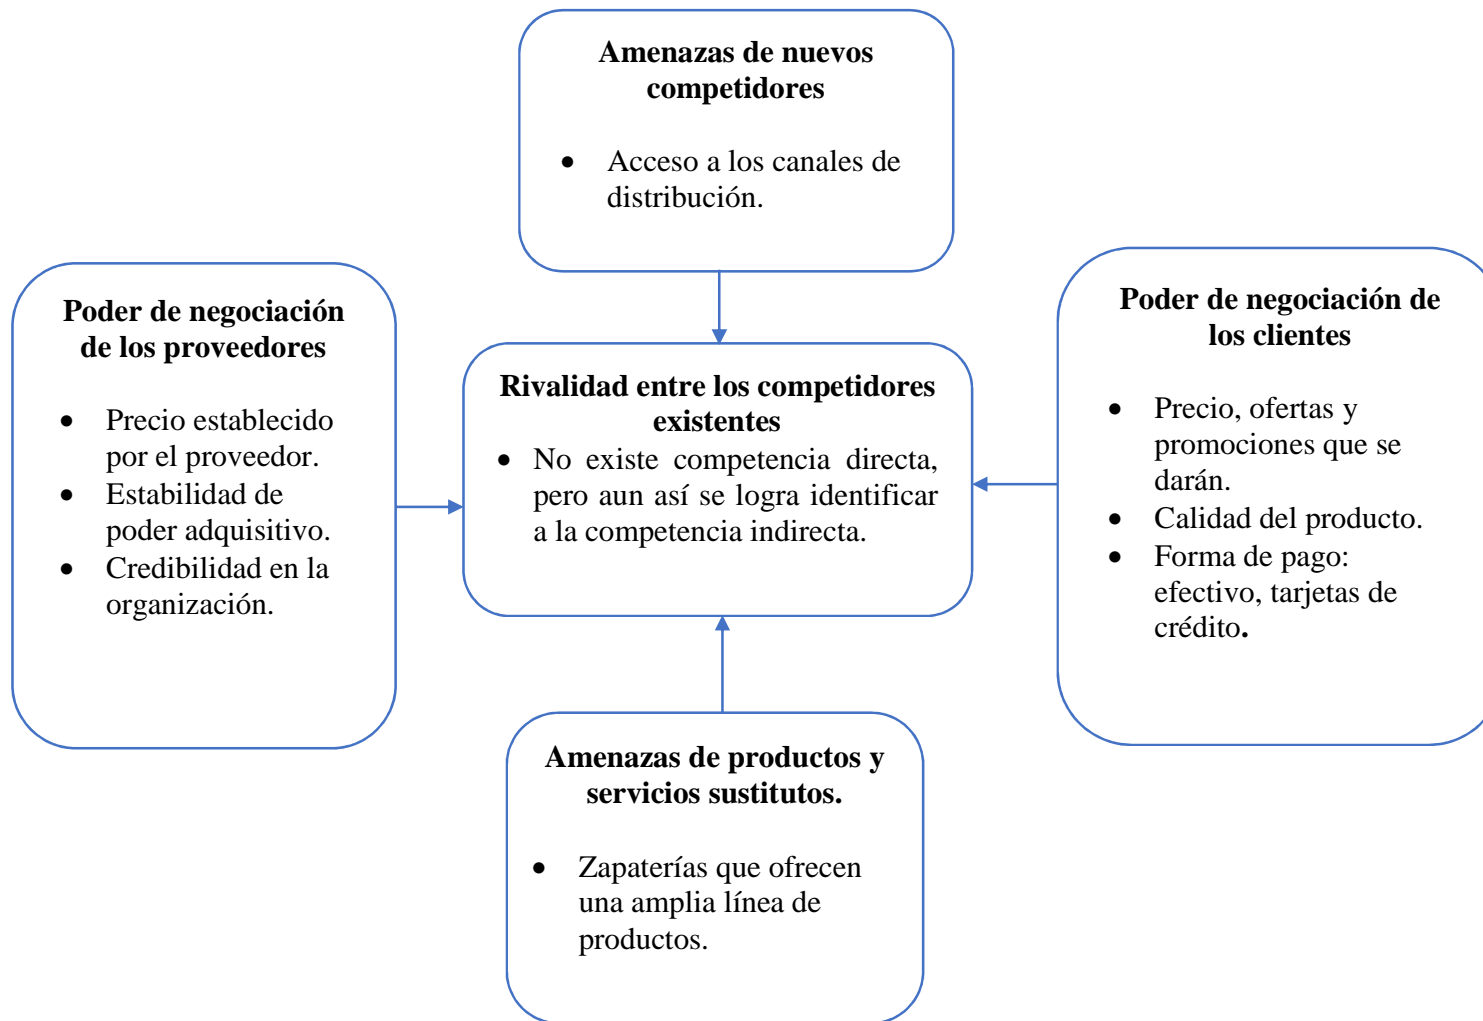 Amenazas de nuevos
competidores
• Acceso a los canales de
distribución.
Poder de negociación
de los proveedores
• Precio establecido
por el proveedor.
• Estabilidad de
poder adquisitivo.
• Credibilidad en la
organización.
Rivalidad entre los competidores
existentes
• No existe competencia directa,
pero aun así se logra identificar
a la competencia indirecta.
Poder de negociación de
los clientes
• Precio, ofertas y
promociones que se
darán.
• Calidad del producto.
• Forma de pago:
efectivo, tarjetas de
crédito.
Amenazas de productos y
servicios sustitutos.
• Zapaterías que ofrecen
una amplia línea de
productos.